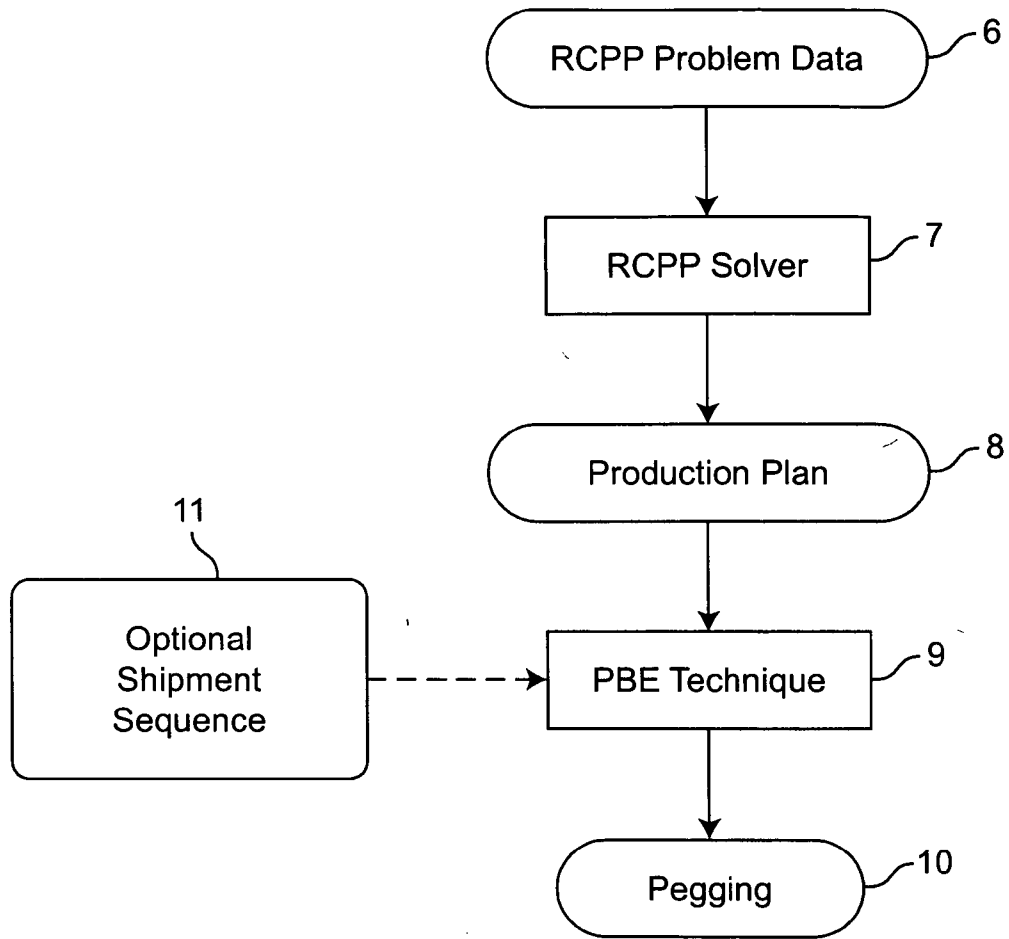 RCPP Problem Data
6
RCPP Solver
7
Production Plan
8
11
Optional
Shipment
Sequence
PBE Technique
9
Pegging
10